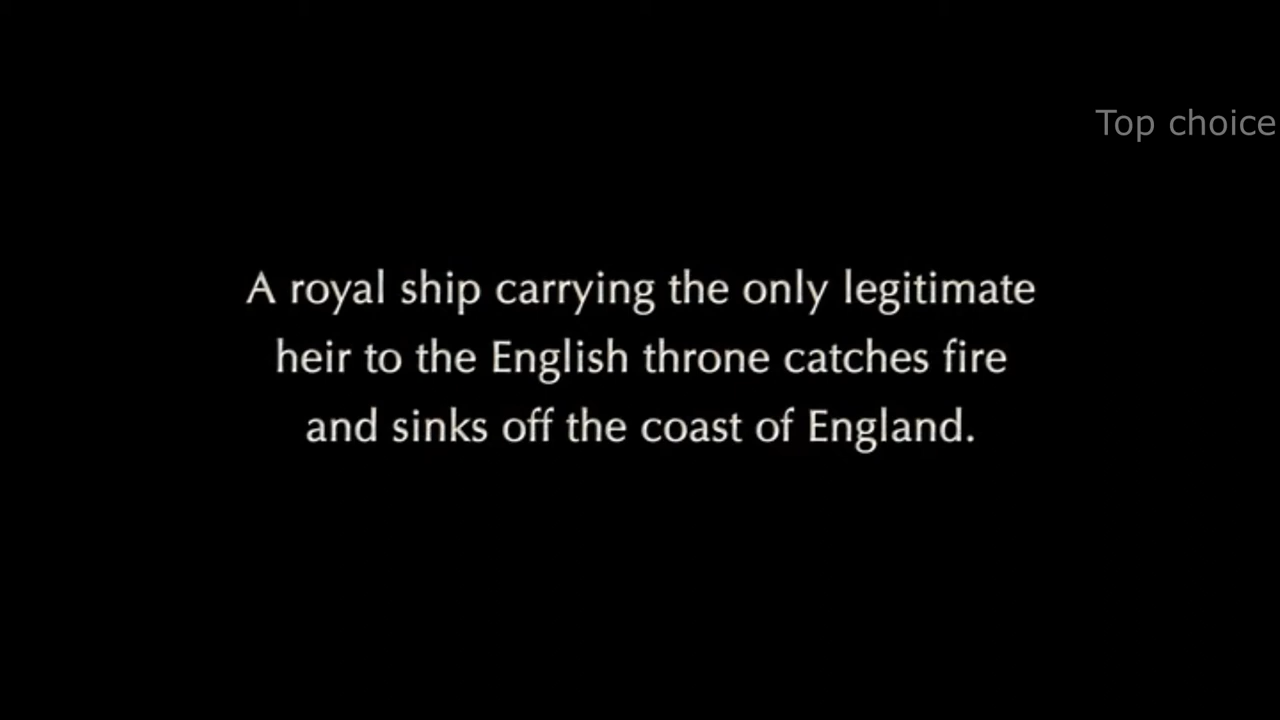 Top choice
A royal ship carrying the only legitimate
heir to the English throne catches fire
and sinks off the coast of England.